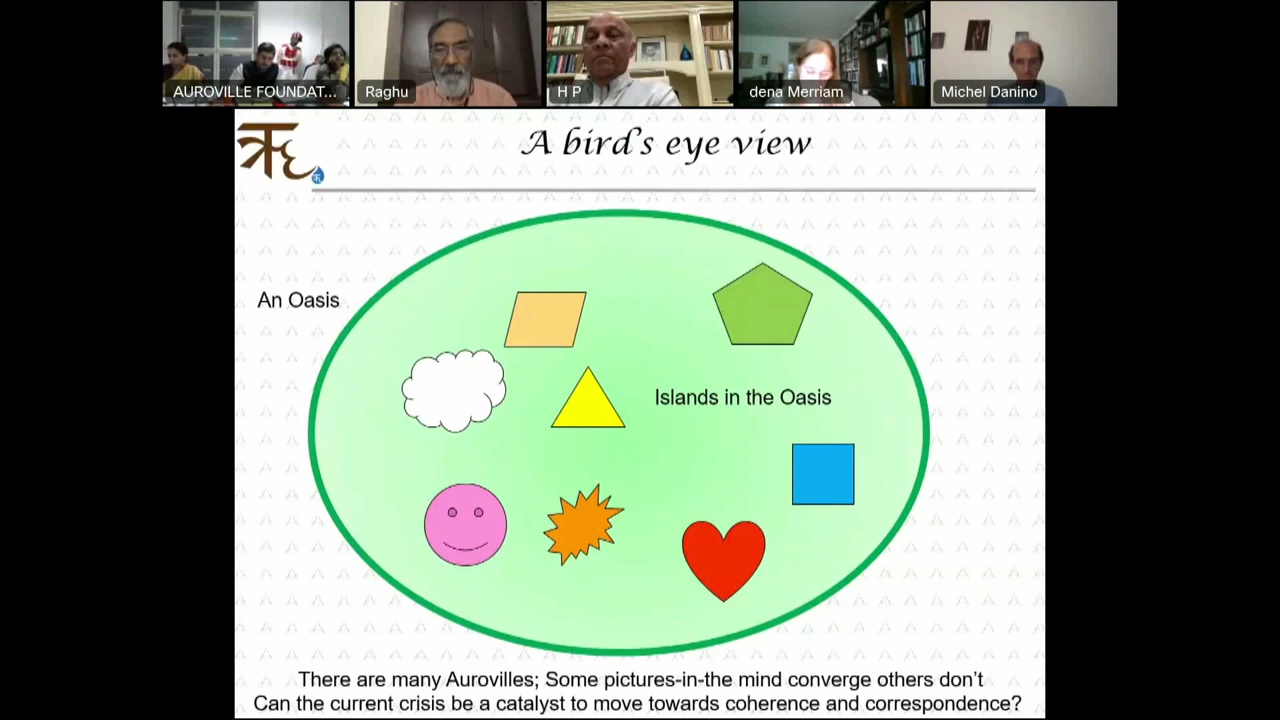 AUROVILLE FOUNDAT...
Raghu
H P
dena Merriam
Michel Danino
A bird's eye view
An Oasis
Islands in the Oasis
There are many Aurovilles; Some pictures-in-the mind converge others don't
Can the current crisis be a catalyst to move towards coherence and correspondence?